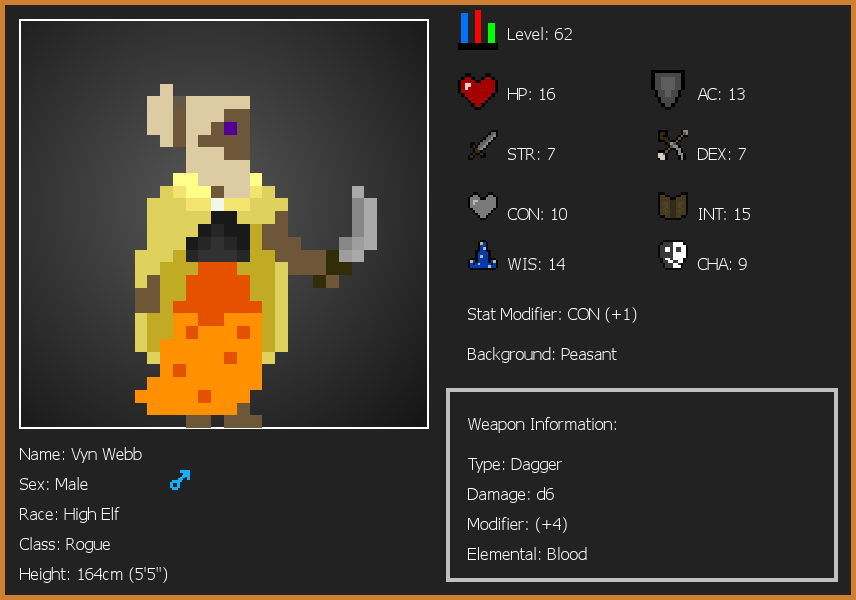 Level: 62
HP: 16
AC: 13
STR: 7
DEX: 7
CON: 10
INT: 15
WIS: 14
CHA: 9
Stat Modifier: CON (+1)
Background: Peasant
Weapon Information:
Type: Dagger
Damage: d6
Modifier: (+4)
Elemental: Blood
Name: Vyn Webb
Sex: Male
Race: High Elf
Class: Rogue
Height: 164cm (5'5")